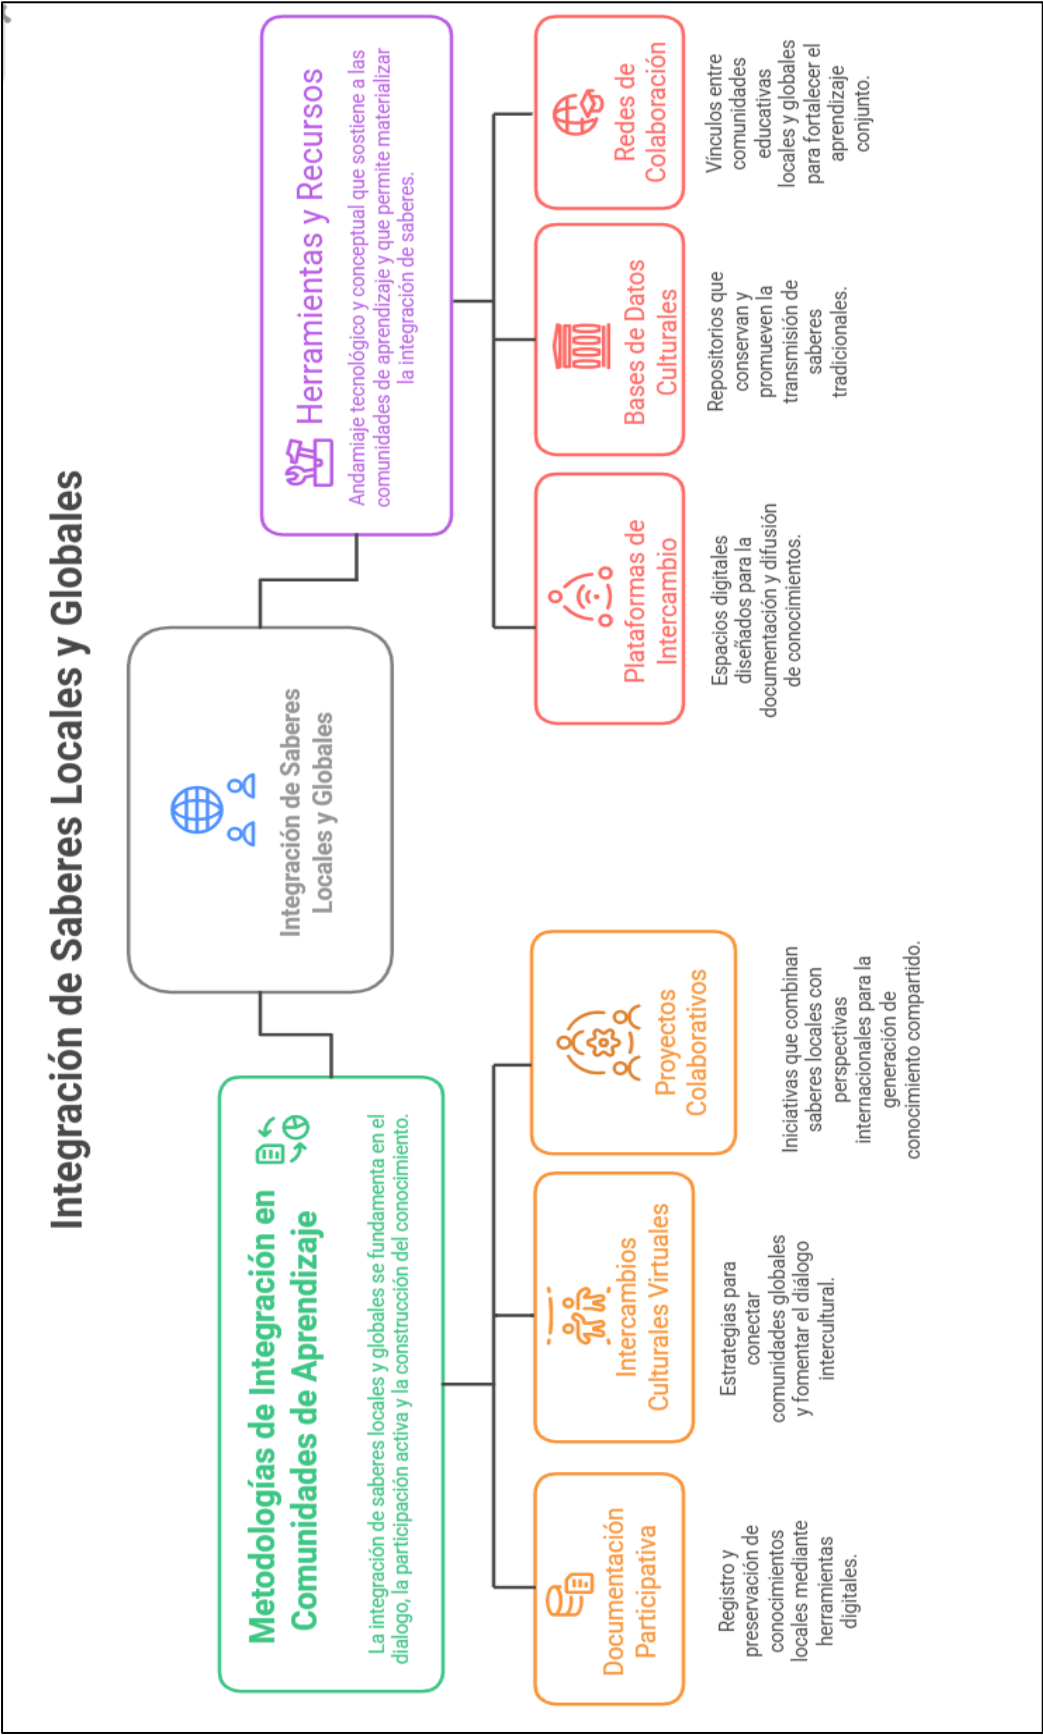 Integración de Saberes Locales y Globales
Integración de Saberes
Locales y Globales
Metodologías de Integración en
Comunidades de Aprendizaje
La integración de saberes locales y globales se fundamenta en el
dialogo, la participación activa y la construcción del conocimiento.
Documentación
Participativa
Registro y
preservación de
conocimientos
locales mediante
herramientas
digitales.
Intercambios
Culturales Virtuales
Estrategias para
conectar
comunidades globales
y fomentar el diálogo
intercultural.
Proyectos
Colaborativos
Iniciativas que combinan
saberes locales con
perspectivas
internacionales para la
generación de
conocimiento compartido.
Herramientas y Recursos
Andamiaje tecnológico y conceptual que sostiene a las
comunidades de aprendizaje y que permite materializar
la integración de saberes.
Plataformas de
Intercambio
Espacios digitales
diseñados para la
documentación y difusión
de conocimientos.
Bases de Datos
Culturales
Repositorios que
conservan y
promueven la
transmisión de
saberes
tradicionales.
Redes de
Colaboración
Vínculos entre
comunidades
educativas
locales y globales
para fortalecer el
aprendizaje
conjunto.